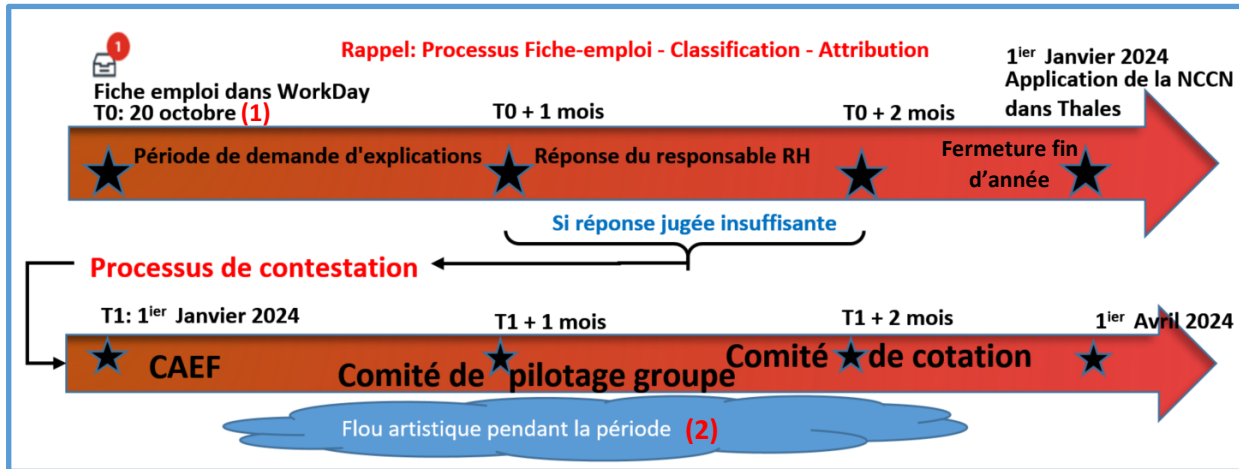 1
Rappel: Processus Fiche-emploi - Classification - Attribution
1ier Janvier 2024
Application de la NCCN
dans Thales
Fiche emploi dans WorkDay
T0: 20 octobre (1)
T0 + 1 mois
T0 + 2 mois
Période de demande d'explications
Réponse du responsable RH
Fermeture fin
d’année
Si réponse jugée insuffisante
Processus de contestation
T1: 1ier Janvier 2024
T1 + 1 mois
T1 + 2 mois
1ier Avril 2024
CAEF
Comité de pilotage groupe
Comité de cotation
Flou artistique pendant la période (2)